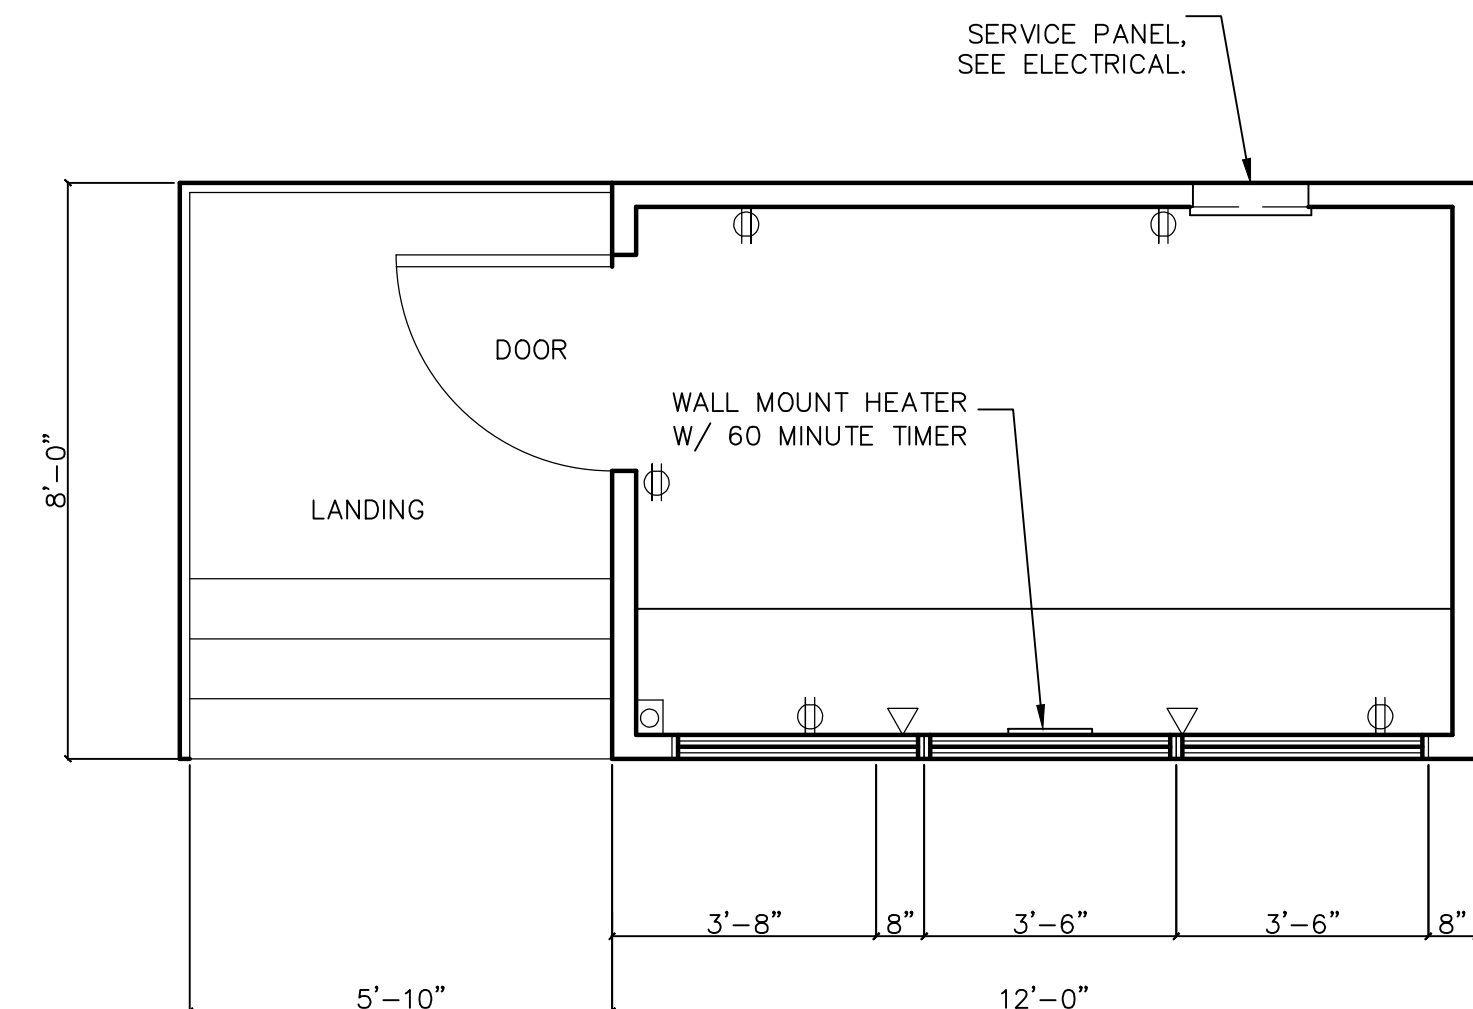 SERVICE PANEL,
SEE ELECTRICAL.
DOOR
WALL MOUNT HEATER
W/ 60 MINUTE TIMER
8'-0"
LANDING
3'-8"
8"
3'-6"
3'-6"
8"
5'-10"
12'-0"